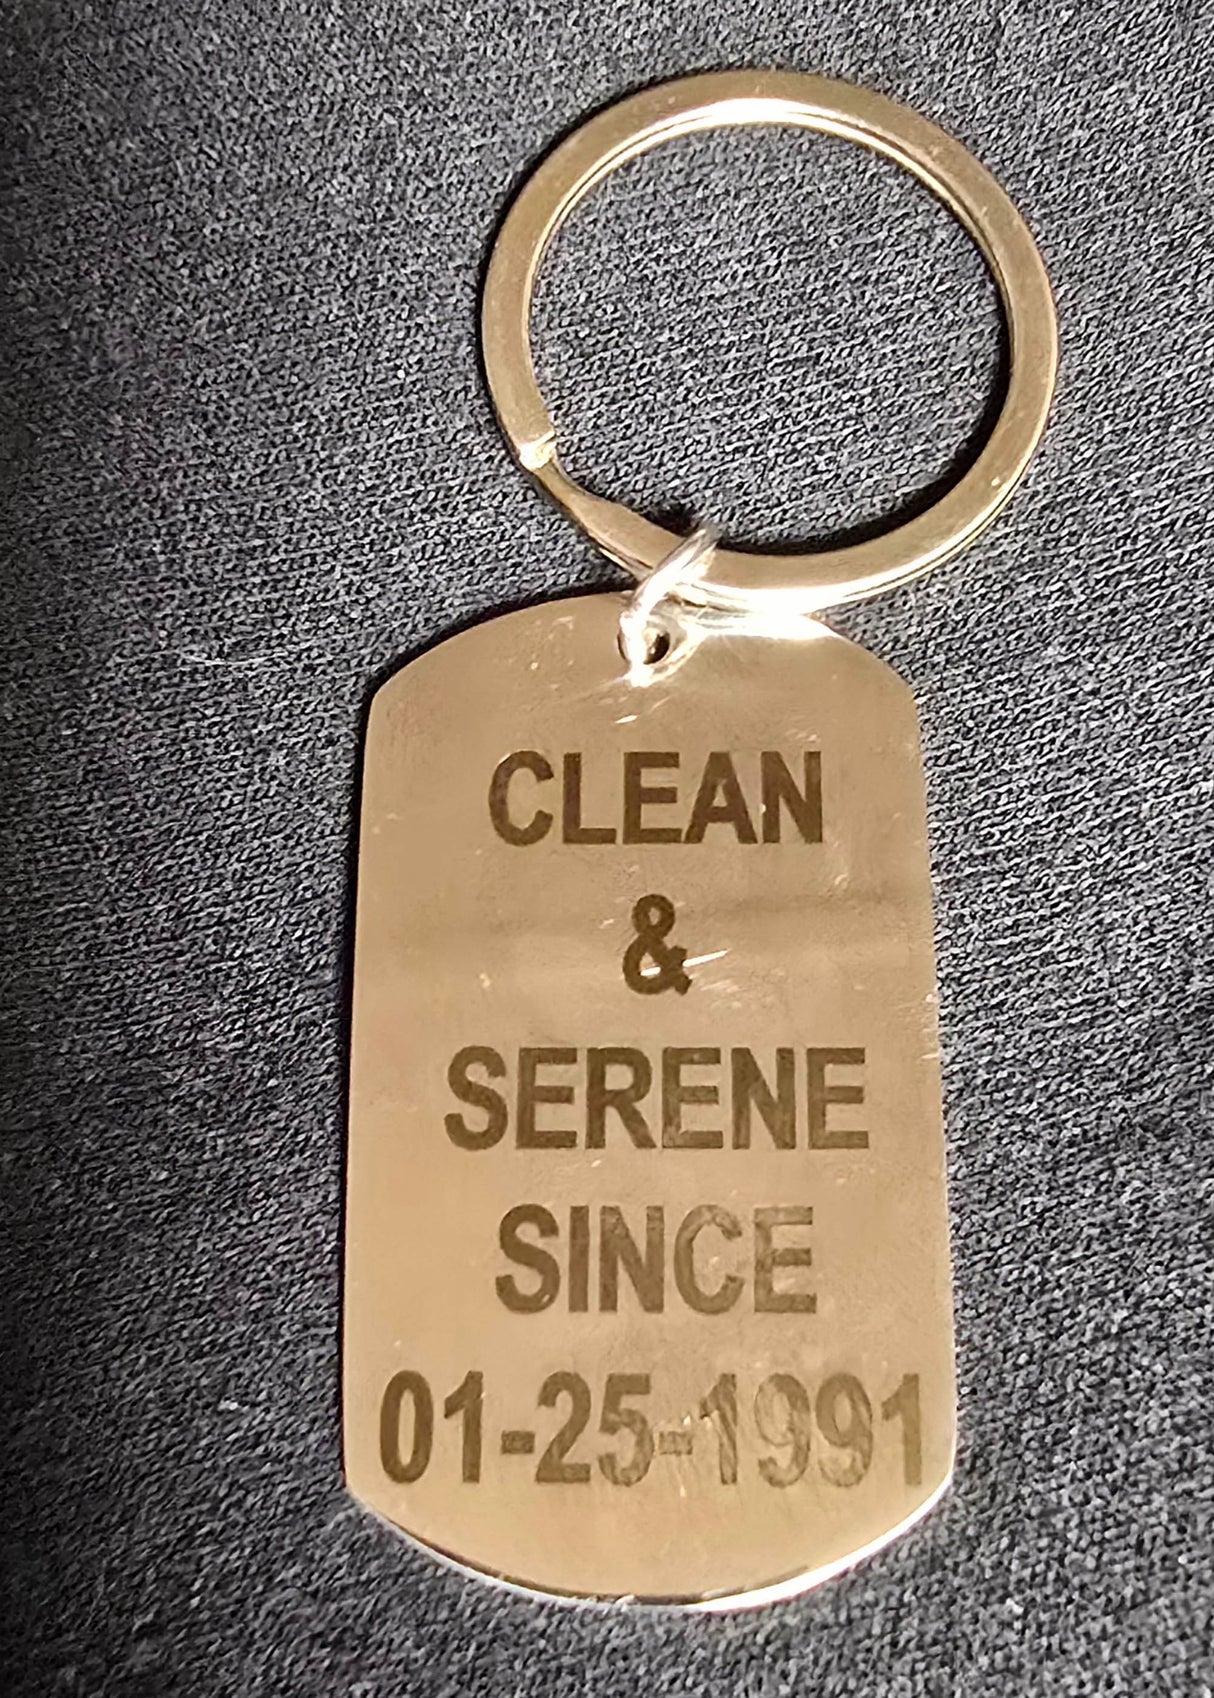 CLEAN
&
SERENE
SINCE
01-25-1991